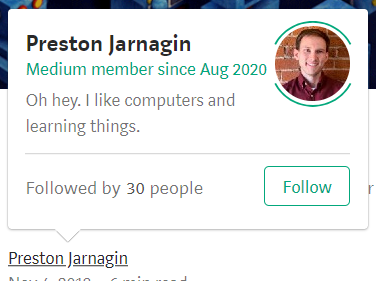 Preston Jarnagin
Medium member since Aug 2020
Oh hey. I like computers and
learning things.
Followed by 30 people
Follow
r
Preston Jarnagin